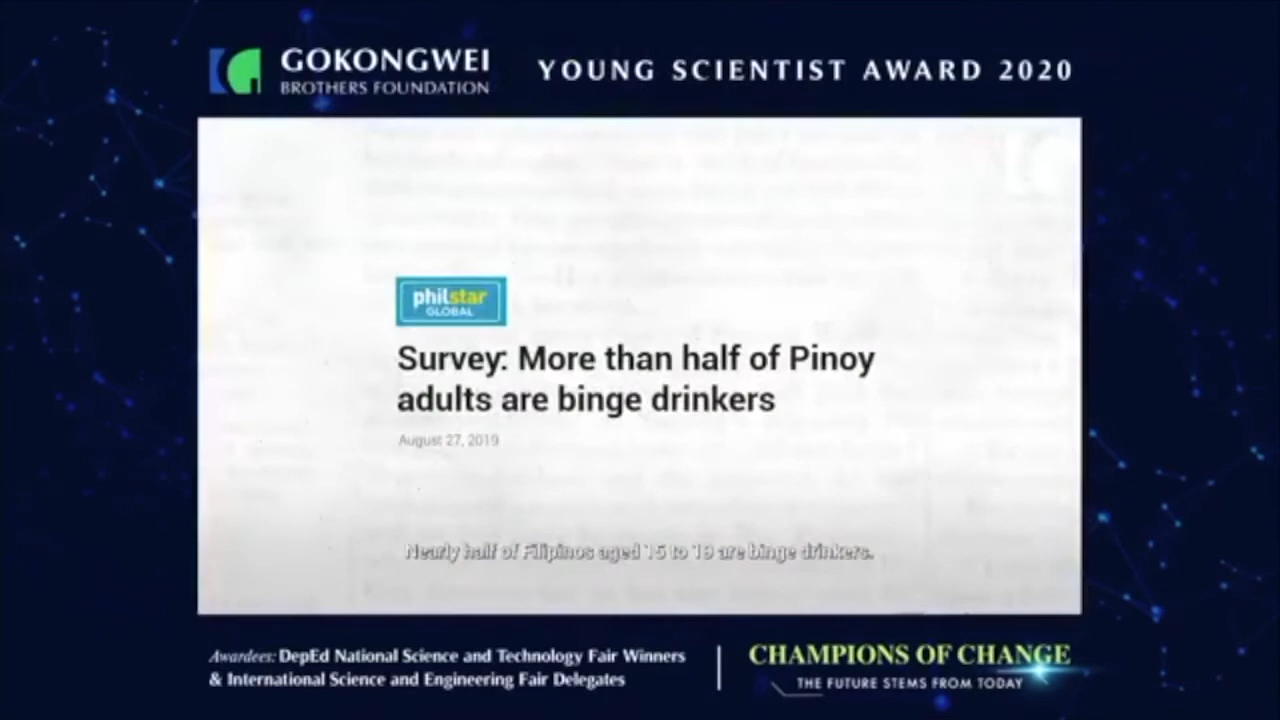 GOKONGWEI
BROTHERS FOUNDATION
YOUNG SCIENTIST AWARD 2020
philstar
GLOBAL
Survey: More than half of Pinoy
adults are binge drinkers
August 27, 2019
Nearly half of Filipinos aged 15 to 19 are binge drinkers.
Awardees: DepEd National Science and Technology Fair Winners
& International Science and Engineering Fair Delegates
CHAMPIONS OF CHANGE
THE FUTURE STEMS FROM TODAY